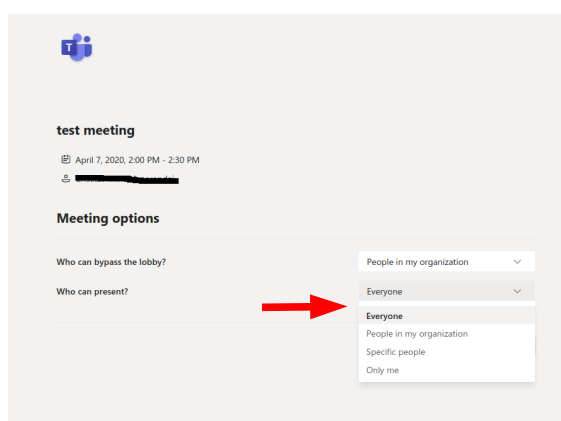 T
test meeting
April 7, 2020, 2:00 PM - 2:30 PM
Meeting options
Who can bypass the lobby?
People in my organization
Who can present?
Everyone
Everyone
People in my organization
Specific people
Only me